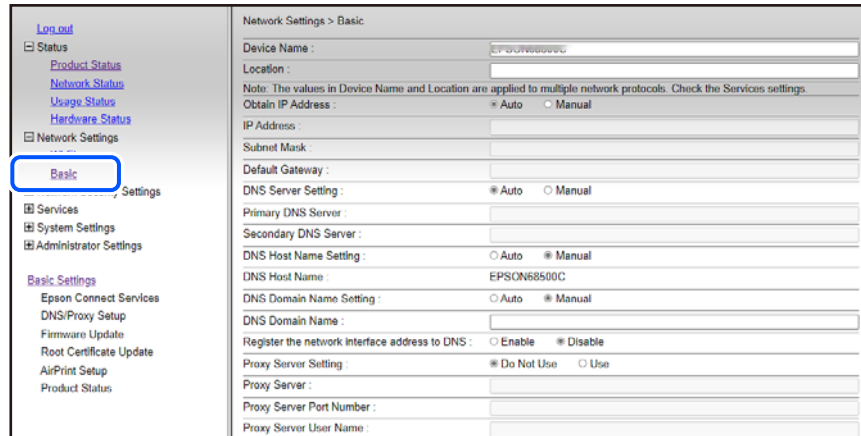 Log out
Status
Product Status
Network Status
Usage Status
Hardware Status
Network Settings
Basic
Settings
Services
System Settings
Administrator Settings
Basic Settings
Epson Connect Services
DNS/Proxy Setup
Firmware Update
Root Certificate Update
AirPrint Setup
Product Status
Network Settings > Basic
Device Name :
Location :
Note: The values in Device Name and Location are applied to multiple network protocols. Check the Services settings.
Obtain IP Address : Auto Manual
IP Address :
Subnet Mask :
Default Gateway :
DNS Server Setting : Auto Manual
Primary DNS Server :
Secondary DNS Server :
DNS Host Name Setting : Auto Manual
DNS Host Name : EPSON68500C
DNS Domain Name Setting : Auto Manual
DNS Domain Name :
Register the network interface address to DNS : Enable Disable
Proxy Server Setting : Do Not Use Use
Proxy Server :
Proxy Server Port Number :
Proxy Server User Name :